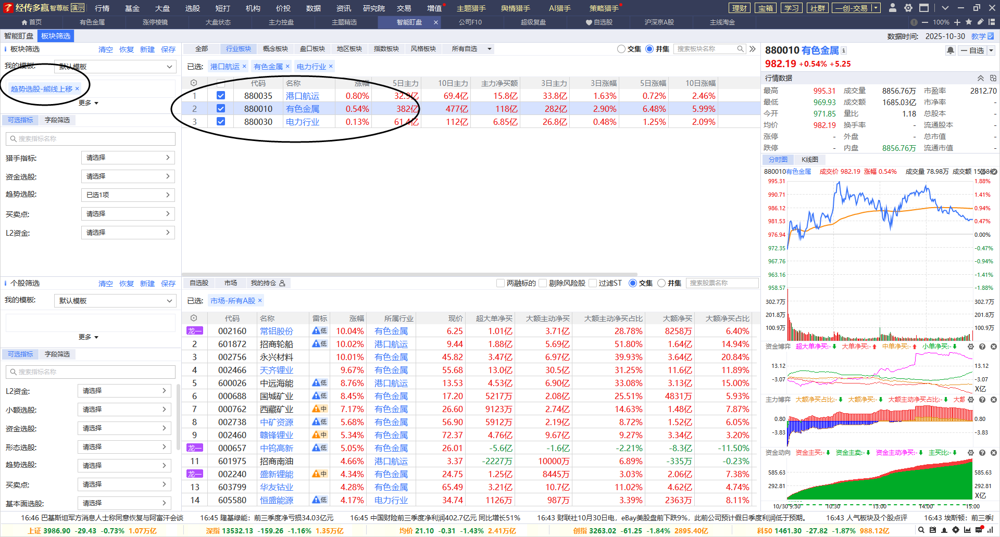 经传多赢 智尊版 演示 行情 基金 大盘 选股 短打 机构 价投 数据 资讯 研究院 交易 增值 主题猎手 舆情猎手 AI猎手 策略猎手 理财 宝箱 学习 社群 一创-交易
首页 有色金属 涨停棱镜 大盘状态 主力控盘 主题精选 智能盯盘 × 公司F10 超级复盘 自选股 沪深京A股 主线淘金 100%
智能盯盘 板块筛选 数据时间: 2025-10-30 教学
板块筛选 清空 恢复 新建 保存
我的模板: 默认模板
趋势选股-熊线上移 ×
更多
可选指标 字段筛选
搜索指标名称
猎手指标: 请选择
资金选股: 请选择
趋势选股: 已选1项
买卖点: 请选择
L2资金: 请选择
全部 行业板块 概念板块 盘口板块 地区板块 指数板块 风格板块 所有自选 交集 并集 搜索板块名称
已选: 港口航运 × 有色金属 × 电力行业 ×
代码 名称 涨幅 5日主力 10日主力 主力净买额 3日主力 3日涨幅 5日涨幅 10日涨幅
1 880035 港口航运 0.80% 32.9亿 69.4亿 15.8亿 33.8亿 1.63% 0.72% 2.46%
2 880010 有色金属 0.54% 382亿 477亿 118亿 282亿 2.90% 6.48% 5.99%
3 880030 电力行业 0.13% 61.4亿 112亿 6.85亿 26.8亿 0.48% 1.25% 2.09%
个股筛选 清空 恢复 新建 保存
我的模板: 默认模板
更多
可选指标 字段筛选
搜索指标名称
L2资金: 请选择
小额选股: 请选择
资金选股: 请选择
形态选股: 请选择
趋势选股: 请选择
买卖点: 请选择
基本面选股: 请选择
自选股 市场 我的持仓 两融标的 剔除风险股 过滤ST 交集 并集 搜索股票名称
已选: 市场-所有A股 ×
代码 名称 雷标 涨幅 所属行业 现价 超大单净买 大额主动净买 大额主动净买占比 大额净买 大额净买占比
龙一 002160 常铝股份 低 10.04% 有色金属 6.25 1.01亿 3.71亿 28.78% 8258万 6.40%
2 601872 招商轮船 低 10.02% 港口航运 9.44 1.88亿 5.69亿 51.80% 1.64亿 14.94%
3 002756 永兴材料 10.01% 有色金属 45.82 3.47亿 6.97亿 39.93% 3.64亿 20.84%
4 002466 天齐锂业 9.67% 有色金属 55.68 13.0亿 30.5亿 31.25% 11.6亿 11.89%
5 600026 中远海能 低 8.76% 港口航运 13.53 4.53亿 6.90亿 33.08% 3.13亿 15.00%
6 000688 国城矿业 低 8.45% 有色金属 17.20 5217万 2.08亿 25.51% 4831万 5.93%
7 000762 西藏矿业 中 7.17% 有色金属 26.60 9123万 2.74亿 14.63% 1.48亿 7.87%
8 002738 中矿资源 低 5.68% 有色金属 56.90 5912万 2.19亿 8.72% 1.52亿 6.05%
9 002460 赣锋锂业 中 5.34% 有色金属 72.37 4.76亿 9.67亿 9.27% 3.34亿 3.20%
龙一 000657 中钨高新 低 5.05% 有色金属 26.01 -5.6亿 -1.6亿 -2.21% -8.3亿 -11.50%
11 601975 招商南油 4.66% 港口航运 3.37 -2227万 10000万 6.89% -335万 -0.23%
龙一 002240 盛新锂能 中 4.34% 有色金属 24.75 1.25亿 8445万 3.03% 2.06亿 7.38%
13 603799 华友钴业 4.28% 有色金属 65.49 3.21亿 10.7亿 11.02% 4.62亿 4.74%
14 605580 恒盛能源 低 4.17% 电力行业 34.74 1126万 987万 3.39% 2363万 8.11%
880010 有色金属 自选
982.19 +0.54% +5.25
行情数据
最高 995.31 成交量 8856.76万 市盈率 2812.70
最低 969.93 成交额 1685.03亿 市净率 -
今开 971.85 量比 1.18 总股本 -
均价 982.19 换手率 - 流通股本 -
涨停 - 外盘 - 总市值 -
跌停 - 内盘 8856.76万 流通市值 -
分时图 K线图
880010有色金属 成交价 982.19 涨幅 0.54% 成交量 78.98万 成交额
995.31 1.88%
990.71 1.41%
986.12 0.94%
981.53 0.47%
976.94 0.00%
972.35 -0.47%
967.76 -0.94%
963.16 -1.41%
958.57 -1.88%
302.7万 302.7万
201.8万 201.8万
100.9万 100.9万
资金博弈 超大单净买:- 大单净买:- 中单净买:- 小单净买:-
13.12 13.12
-3.07 -3.07
X亿
主力博弈 大额净买占比:- 大额净买:- 大额主动净买占比:- 大额
0.80 0.80
-3.83 -3.83
资金动向 资金主买:- 资金主卖:- 资金主动净买:- 主买比:-
585.63 585.63
292.81 292.81
X亿
10/30 9:30 10:30 13:00 14:00 15:00
16:46 巴基斯坦军方消息人士称同意恢复与阿富汗会谈 16:45 隆基绿能：前三季度净亏损34.03亿元 16:45 中国财险前三季度净利润402.7亿元 同比增长51% 16:43 财联社10月30日电，eBay美股盘前下跌9%，此前公司预计假日季度利润低于预期。 16:43 人气板块及个股点评 16:43 埃斯顿：前三季
上证 3986.90 -29.43 -0.73% 1.07万亿 深指 13532.13 -159.26 -1.16% 1.35万亿 均价 21.10 -0.31 -1.43% 2.41万亿 创指 3263.02 -61.25 -1.84% 2895.40亿 科50 1461.30 -27.82 -1.87% 988.12亿